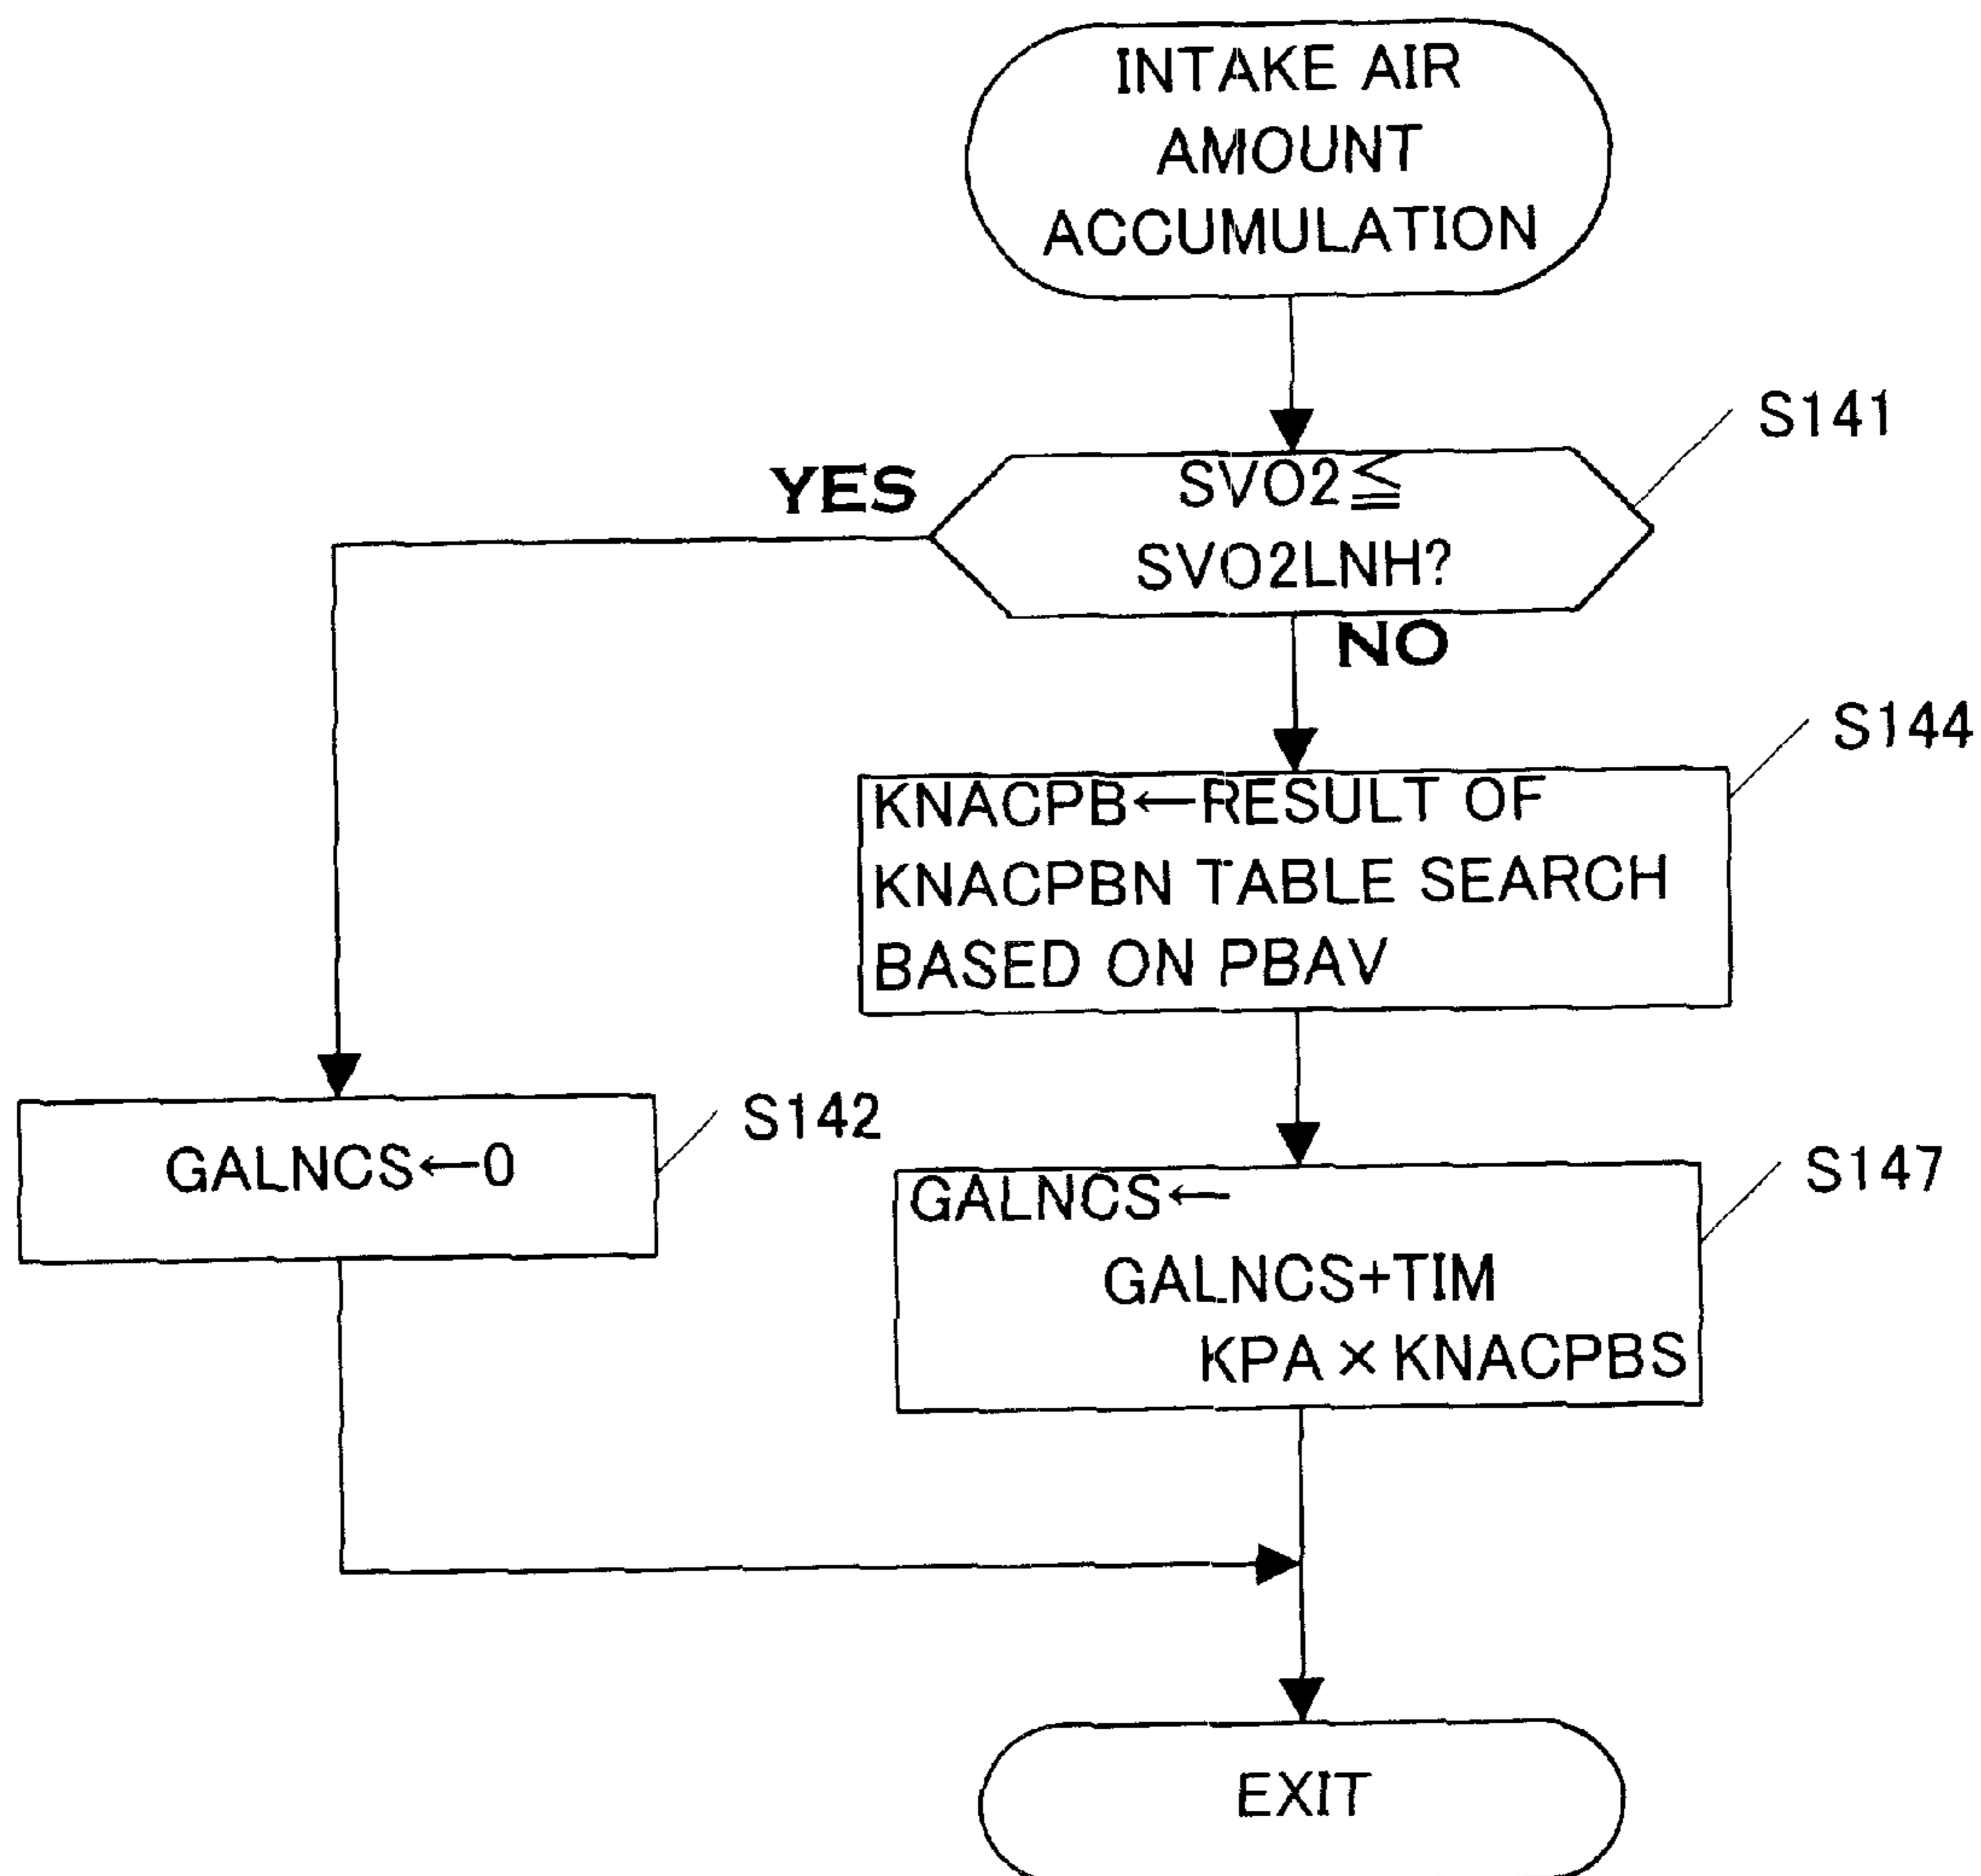 INTAKE AIR
AMOUNT
ACCUMULATION
S141
YES
SVO2≦
SVO2LNH?
NO
S144
KNACPB←RESULT OF
KNACPBN TABLE SEARCH
BASED ON PBAV
S142
GALNCS←0
S147
GALNCS←
GALNCS+TIM
KPA×KNACPBS
EXIT